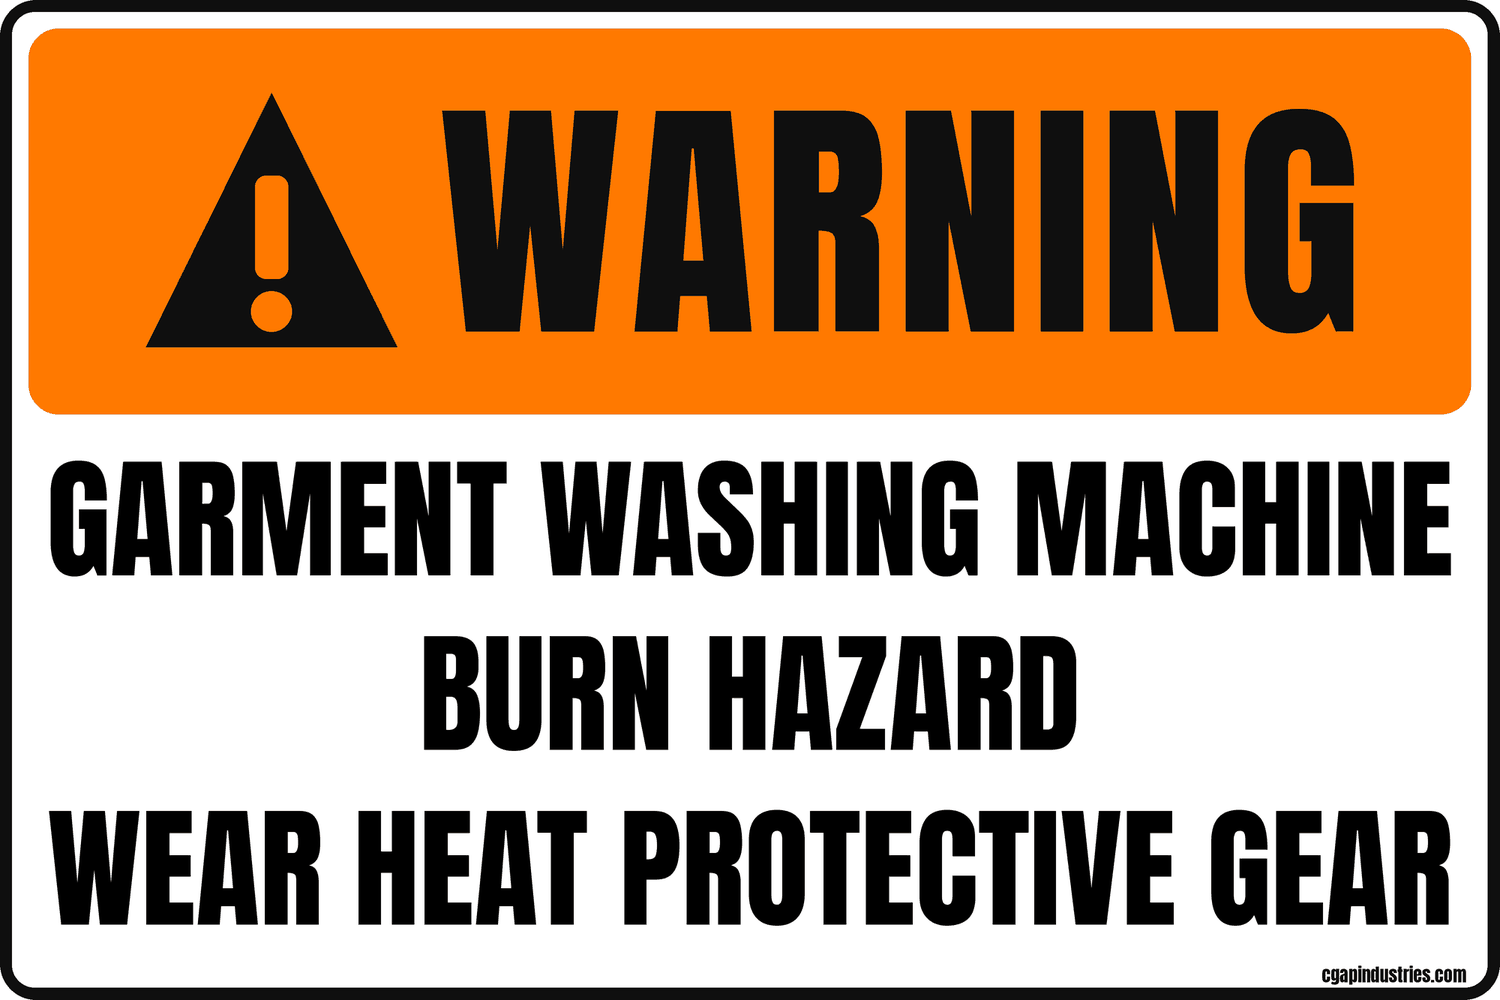 WARNING
GARMENT WASHING MACHINE
BURN HAZARD
WEAR HEAT PROTECTIVE GEAR
cgapindustries.com